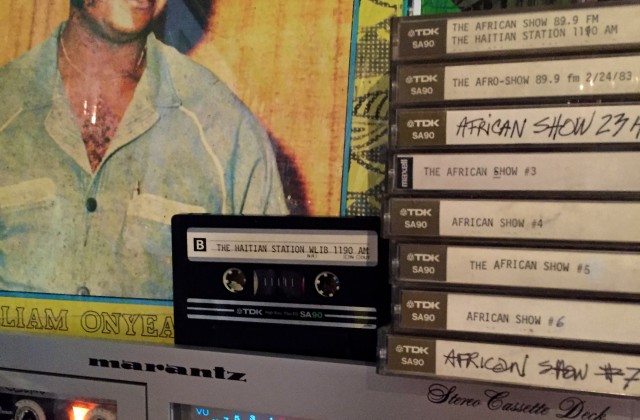 TDK
SA90
THE AFRICAN SHOW 89.9 FM
THE HAITIAN STATION 1190 AM
TDK
SA90
THE AFRO-SHOW 89.9 fm 2/24/83
TDK
SA90
AFRICAN SHOW 23
maxell
THE AFRICAN SHOW #3
TDK
SA90
AFRICAN SHOW #4
TDK
SA90
THE AFRICAN SHOW #5
TDK
SA90
AFRICAN SHOW #6
TDK
SA90
AFRICAN SHOW #7
B
THE HAITIAN STATION WLIB 1190 AM
TDK
SA90
LIAM ONYEA
marantz
Stereo Cassette Deck
VU